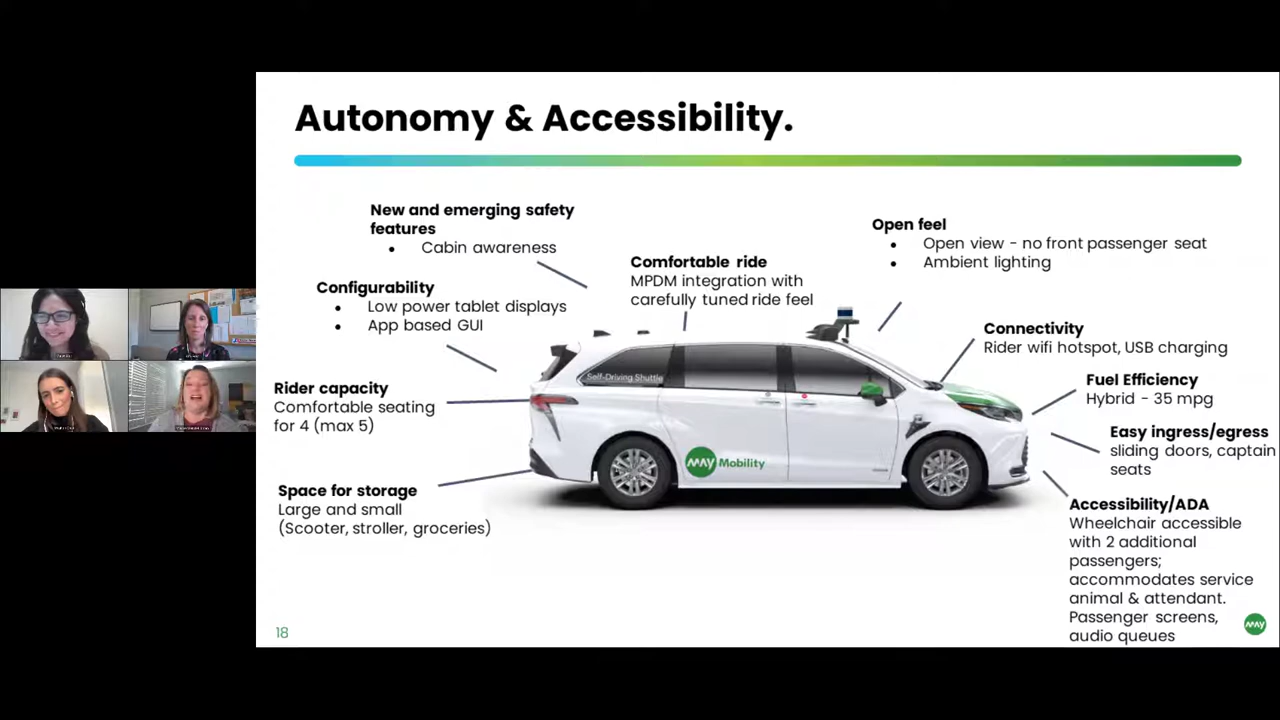 Autonomy & Accessibility.
New and emerging safety
features
● Cabin awareness
Configurability
● Low power tablet displays
● App based GUI
Comfortable ride
MPDM integration with
carefully tuned ride feel
Open feel
● Open view - no front passenger seat
● Ambient lighting
Connectivity
Rider wifi hotspot, USB charging
Fuel Efficiency
Hybrid - 35 mpg
Easy ingress/egress
sliding doors, captain
seats
Rider capacity
Comfortable seating
for 4 (max 5)
Space for storage
Large and small
(Scooter, stroller, groceries)
Accessibility/ADA
Wheelchair accessible
with 2 additional
passengers;
accommodates service
animal & attendant.
Passenger screens,
audio queues
Self-Driving Shuttle
MAY Mobility
18
MAY